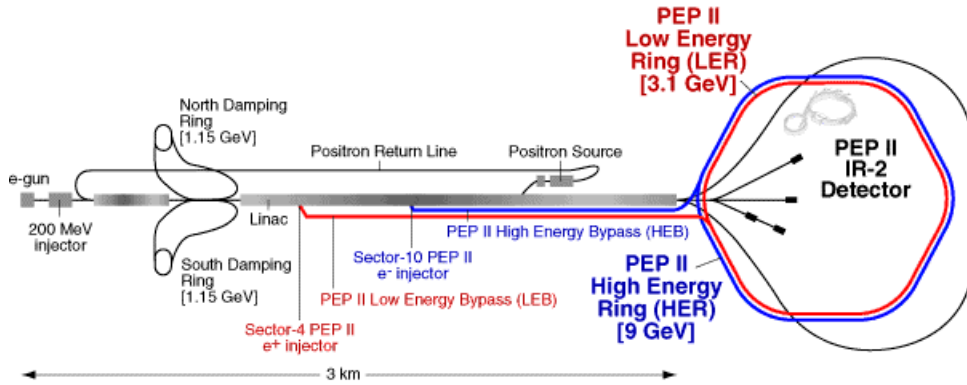 PEP II
Low Energy
Ring (LER)
[3.1 GeV]
North Damping
Ring
[1.15 GeV]
Positron Return Line
Positron Source
PEP II
IR-2
Detector
e-gun
200 MeV
injector
Linac
PEP II High Energy Bypass (HEB)
Sector-10 PEP II
e- injector
South Damping
Ring
[1.15 GeV]
PEP II Low Energy Bypass (LEB)
PEP II
High Energy
Ring (HER)
[9 GeV]
Sector-4 PEP II
e+ injector
3 km